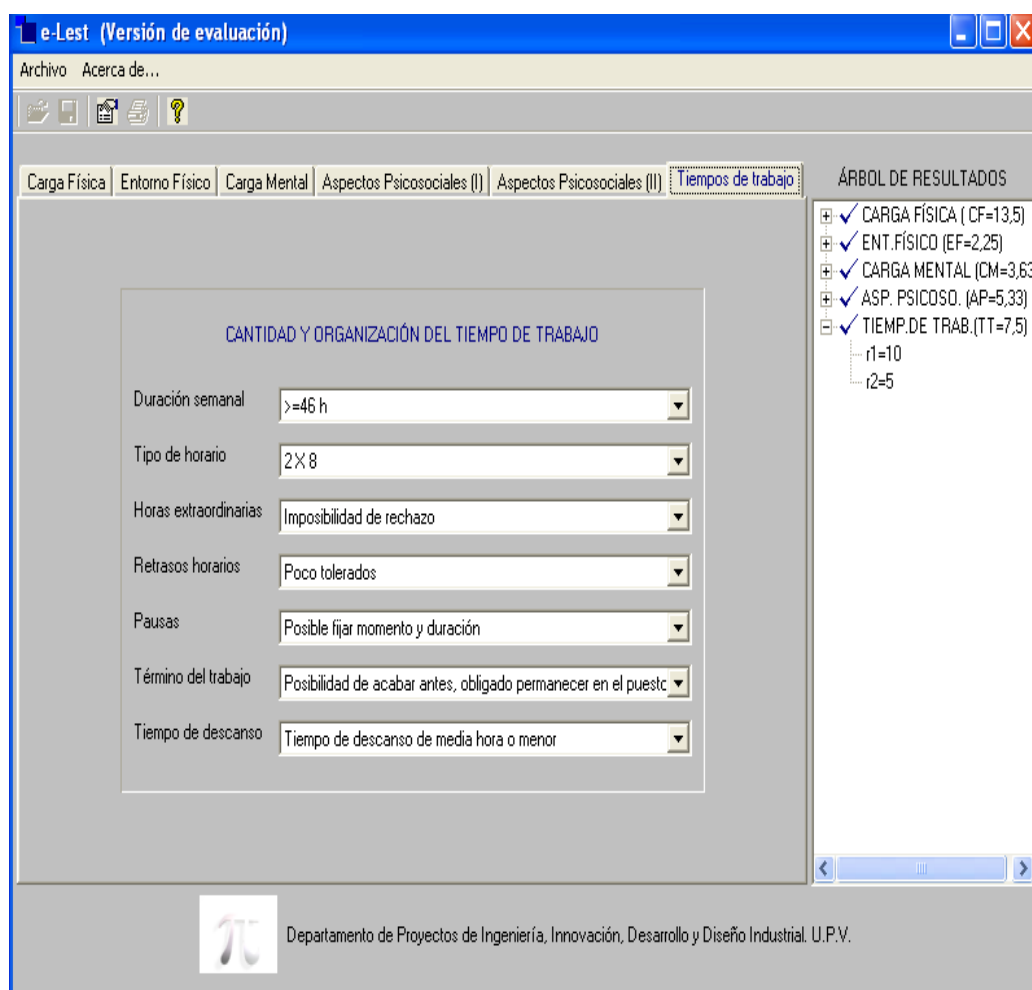 e-Lest (Versión de evaluación)
Archivo Acerca de...
Carga Física Entorno Físico Carga Mental Aspectos Psicosociales (I) Aspectos Psicosociales (II) Tiempos de trabajo
CANTIDAD Y ORGANIZACIÓN DEL TIEMPO DE TRABAJO
Duración semanal >=46 h
Tipo de horario 2 X 8
Horas extraordinarias Imposibilidad de rechazo
Retrasos horarios Poco tolerados
Pausas Posible fijar momento y duración
Término del trabajo Posibilidad de acabar antes, obligado permanecer en el puesto
Tiempo de descanso Tiempo de descanso de media hora o menor
ÁRBOL DE RESULTADOS
CARGA FÍSICA ( CF=13,5)
ENT.FÍSICO (EF=2,25)
CARGA MENTAL (CM=3,63
ASP. PSICOSO. (AP=5,33)
TIEMP.DE TRAB.(TT=7,5)
r1=10
r2=5
π
Departamento de Proyectos de Ingeniería, Innovación, Desarrollo y Diseño Industrial. U.P.V.